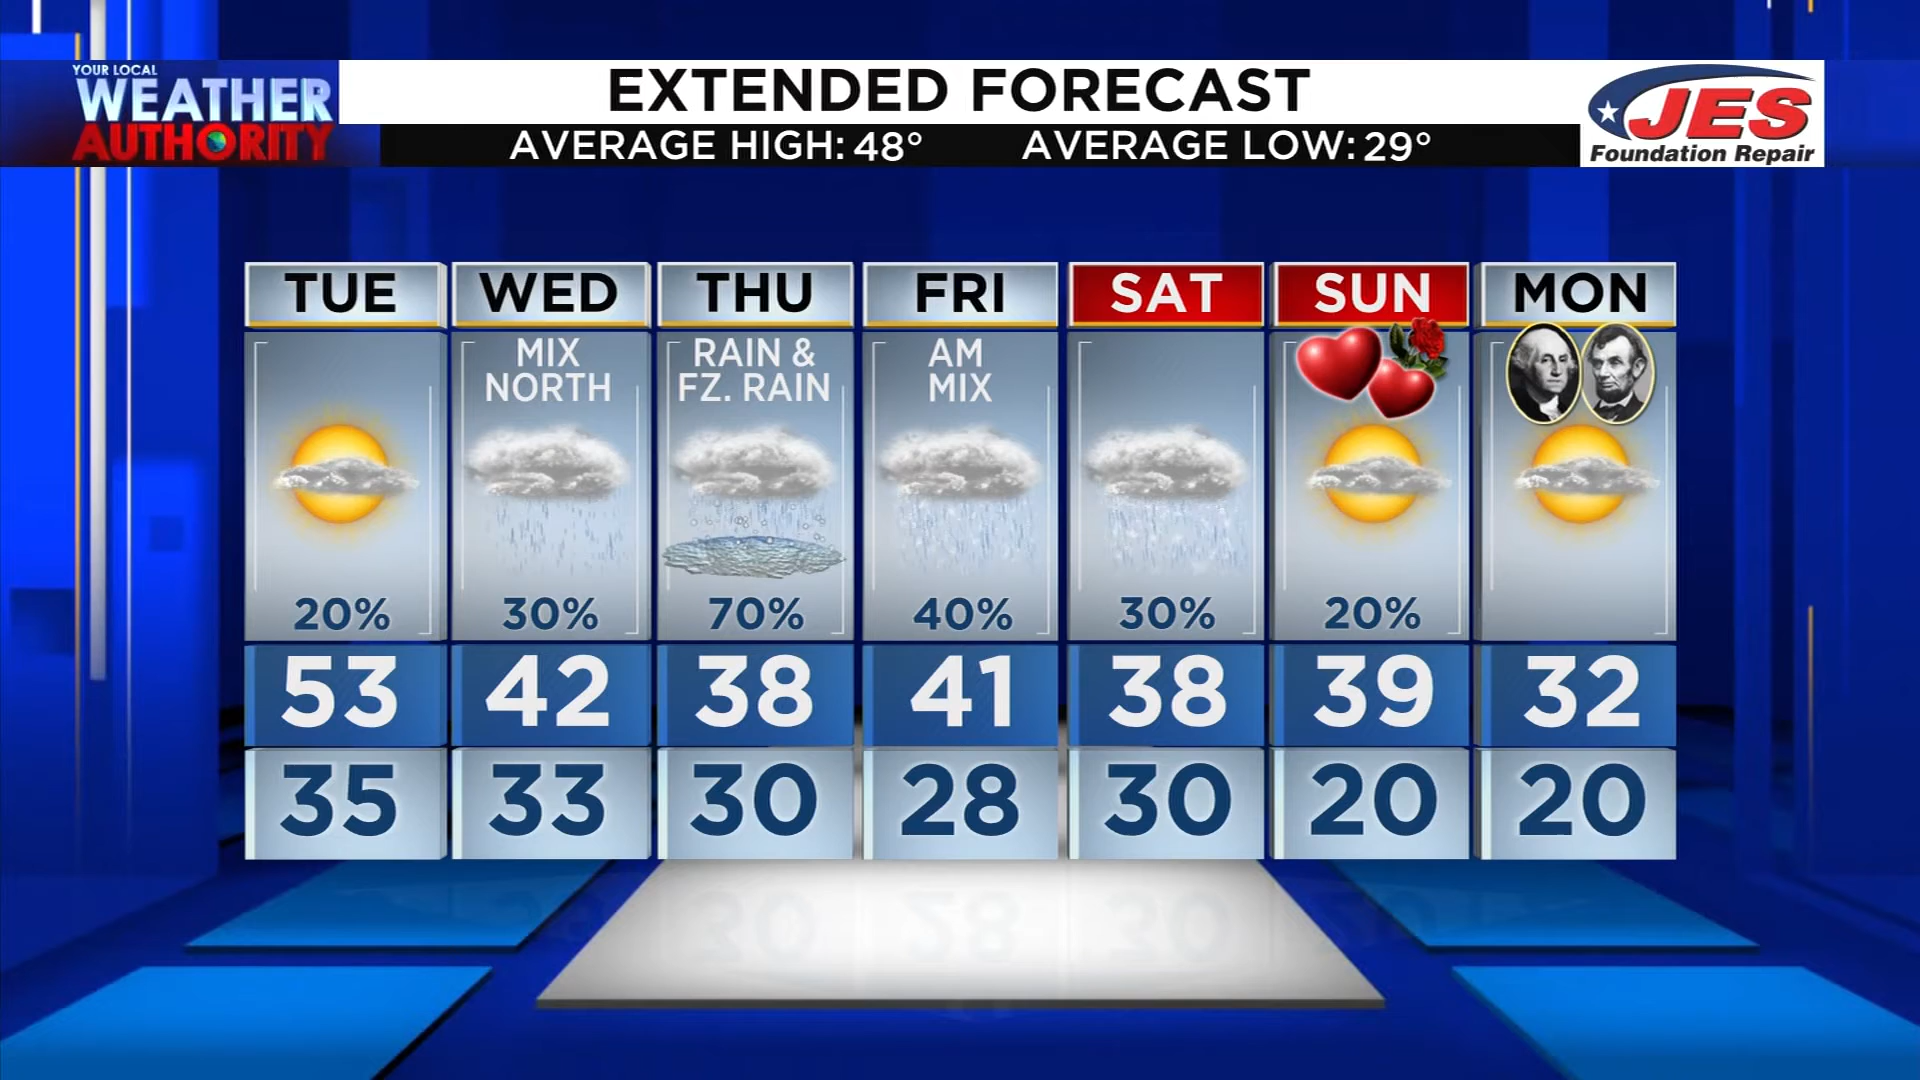 YOUR LOCAL
WEATHER
AUTHORITY
EXTENDED FORECAST
AVERAGE HIGH: 48° AVERAGE LOW: 29°
JES
Foundation Repair
TUE WED THU FRI SAT SUN MON
MIX
NORTH
RAIN &
FZ. RAIN
AM
MIX
20% 30% 70% 40% 30% 20%
53 42 38 41 38 39 32
35 33 30 28 30 20 20